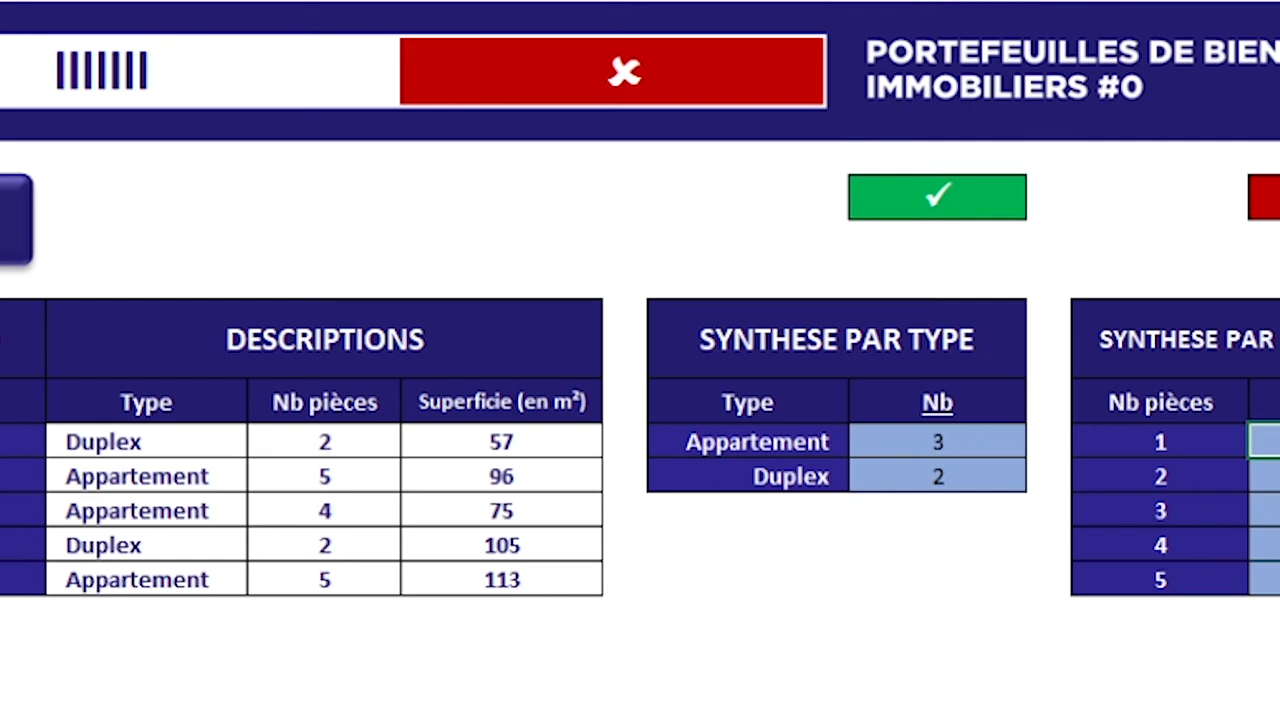 PORTEFEUILLES DE BIEN
IMMOBILIERS #0
DESCRIPTIONS
Type Nb pièces Superficie (en m²)
Duplex 2 57
Appartement 5 96
Appartement 4 75
Duplex 2 105
Appartement 5 113
SYNTHESE PAR TYPE
Type Nb
Appartement 3
Duplex 2
SYNTHESE PAR
Nb pièces
1
2
3
4
5